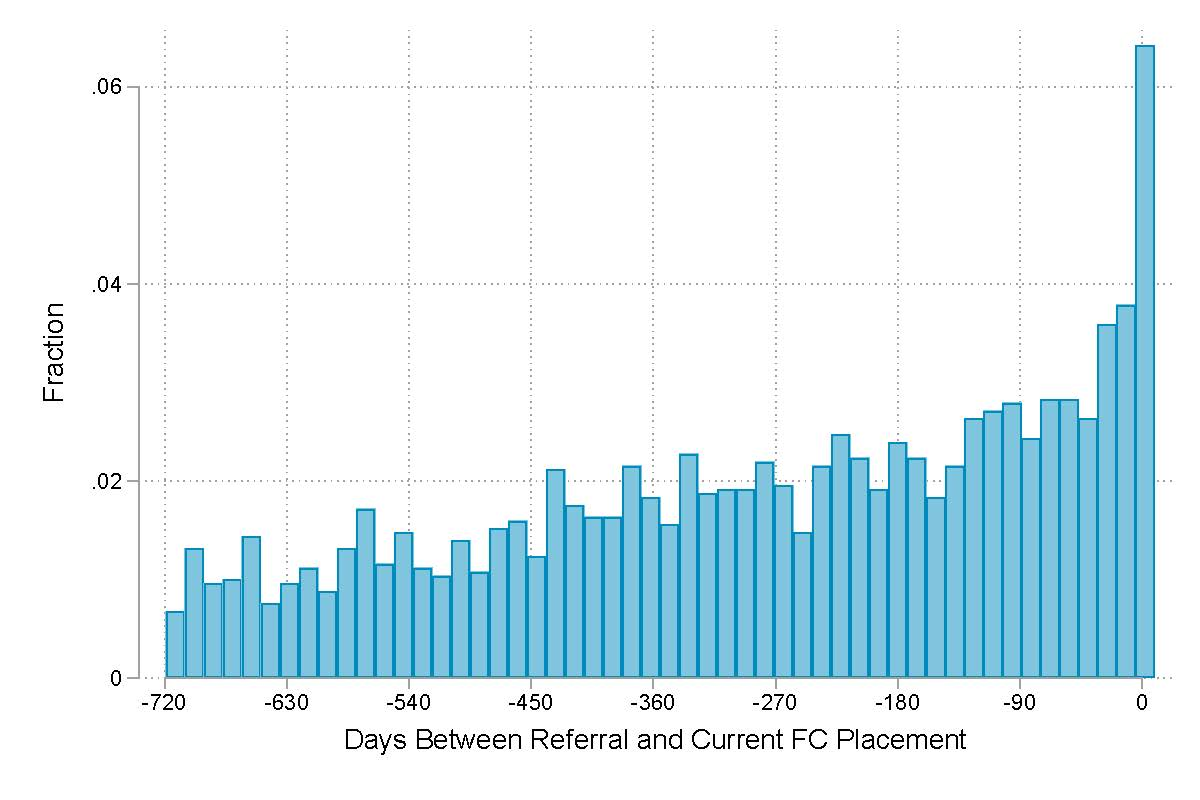 Fraction
.06
.04
.02
0
-720 -630 -540 -450 -360 -270 -180 -90 0
Days Between Referral and Current FC Placement